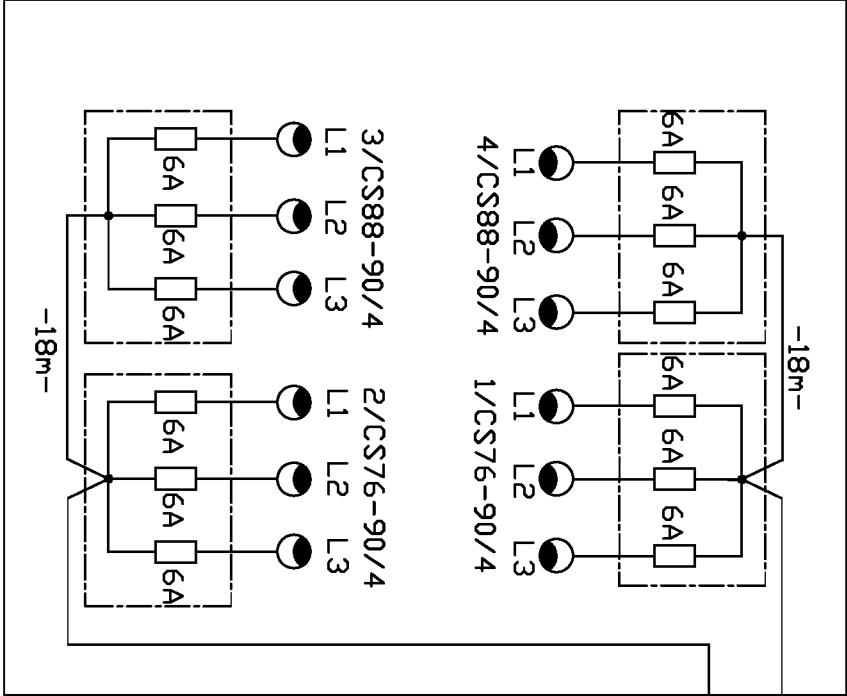 3/CS88-90/4
L1
L2
L3
6A
6A
6A
4/CS88-90/4
L1
L2
L3
6A
6A
6A
-18m-
-18m-
2/CS76-90/4
L1
L2
L3
6A
6A
6A
1/CS76-90/4
L1
L2
L3
6A
6A
6A